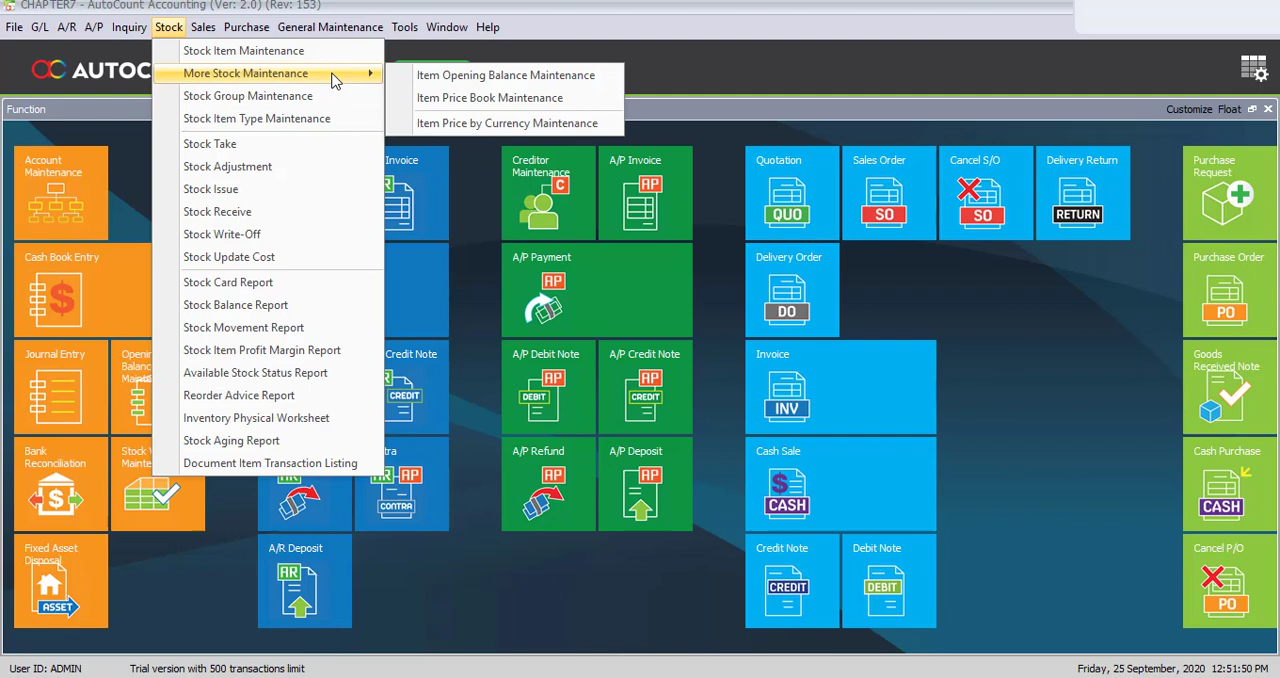 CHAPTER7 - AutoCount Accounting (Ver: 2.0) (Rev: 153)
File G/L A/R A/P Inquiry Stock Sales Purchase General Maintenance Tools Window Help
AUTOC
Function
Customize Float
Stock Item Maintenance
More Stock Maintenance
Stock Group Maintenance
Stock Item Type Maintenance
Stock Take
Stock Adjustment
Stock Issue
Stock Receive
Stock Write-Off
Stock Update Cost
Stock Card Report
Stock Balance Report
Stock Movement Report
Stock Item Profit Margin Report
Available Stock Status Report
Reorder Advice Report
Inventory Physical Worksheet
Stock Aging Report
Document Item Transaction Listing
Item Opening Balance Maintenance
Item Price Book Maintenance
Item Price by Currency Maintenance
Account
Maintenance
Invoice
Creditor
Maintenance
C
A/P Invoice
AP
Quotation
QUO
Sales Order
SO
Cancel S/O
SO
Delivery Return
RETURN
Purchase
Request
Cash Book Entry
A/P Payment
AP
Delivery Order
DO
Purchase Order
PO
Journal Entry
Credit Note
CREDIT
A/P Debit Note
AP
DEBIT
A/P Credit Note
AP
CREDIT
Invoice
INV
Goods
Received Note
Bank
Reconciliation
AR AP
CONTRA
A/P Refund
AP
A/P Deposit
AP
Cash Sale
CASH
Cash Purchase
CASH
Fixed Asset
Disposal
ASSET
A/R Deposit
AR
Credit Note
CREDIT
Debit Note
DEBIT
Cancel P/O
PO
User ID: ADMIN
Trial version with 500 transactions limit
Friday, 25 September, 2020
12:51:50 PM